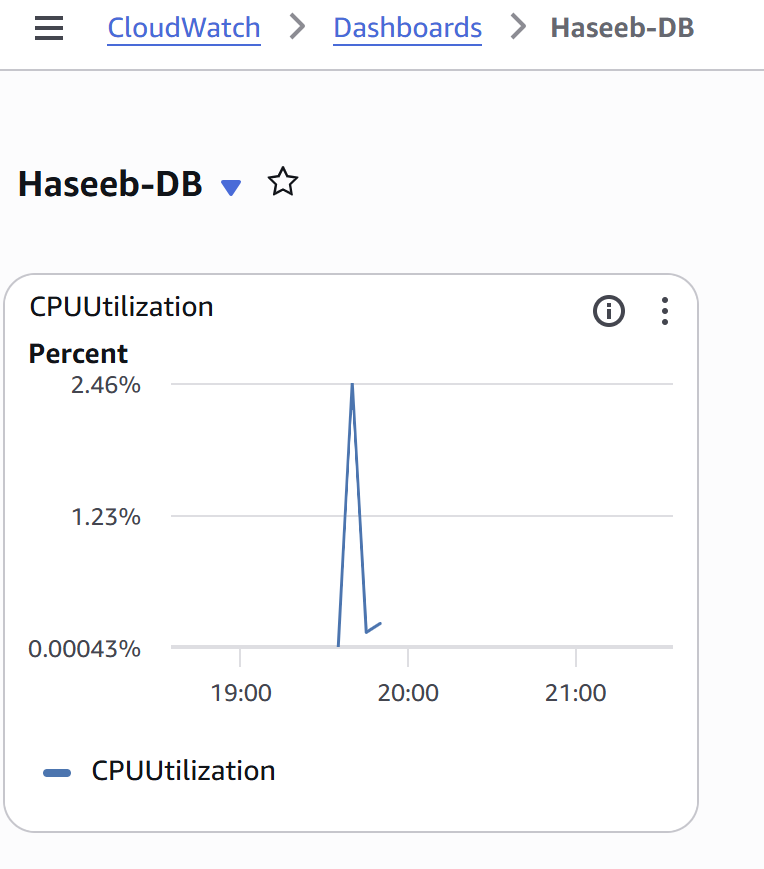 CloudWatch > Dashboards > Haseeb-DB
Haseeb-DB
CPUUtilization
Percent
2.46%
1.23%
0.00043%
19:00 20:00 21:00
CPUUtilization